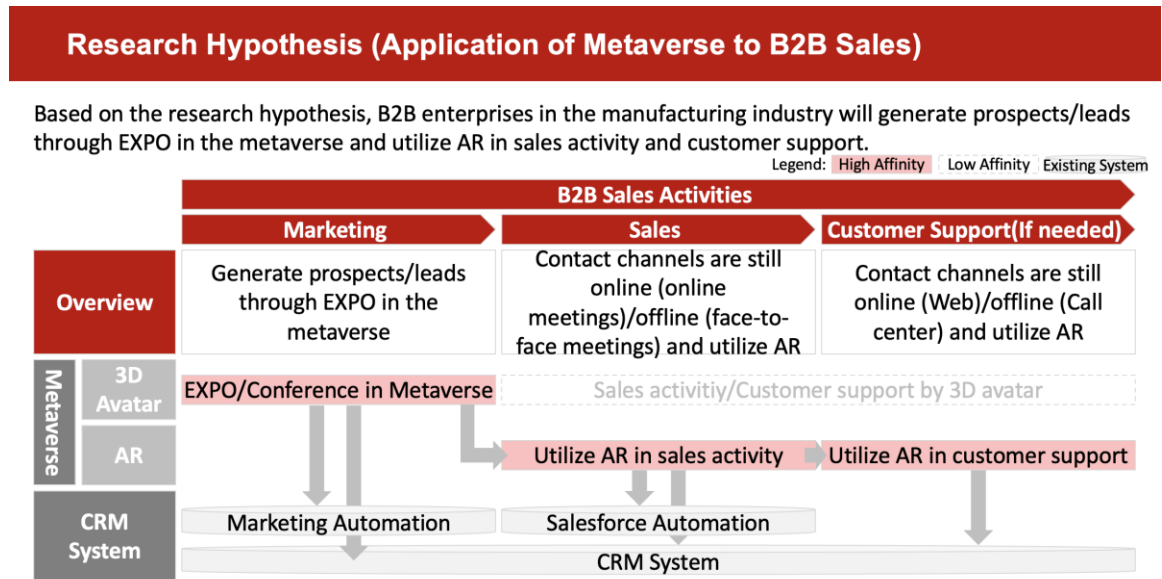 Research Hypothesis (Application of Metaverse to B2B Sales)
Based on the research hypothesis, B2B enterprises in the manufacturing industry will generate prospects/leads
through EXPO in the metaverse and utilize AR in sales activity and customer support.
Legend: High Affinity Low Affinity Existing System
B2B Sales Activities
Marketing
Sales
Customer Support(If needed)
Overview
Generate prospects/leads
through EXPO in the
metaverse
Contact channels are still
online (online
meetings)/offline (face-to-
face meetings) and utilize AR
Contact channels are still
online (Web)/offline (Call
center) and utilize AR
Metaverse
3D
Avatar
EXPO/Conference in Metaverse
Sales activitiy/Customer support by 3D avatar
AR
Utilize AR in sales activity
Utilize AR in customer support
CRM
System
Marketing Automation
Salesforce Automation
CRM System